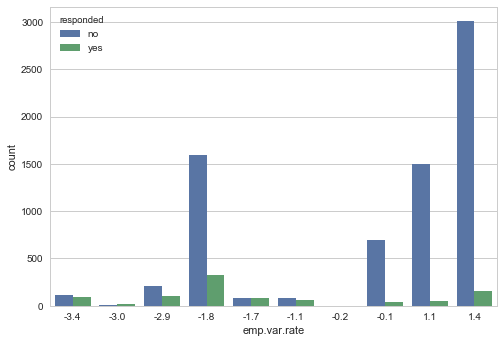 responded
no
yes
3000
2500
2000
1500
1000
500
0
count
-3.4 -3.0 -2.9 -1.8 -1.7 -1.1 -0.2 -0.1 1.1 1.4
emp.var.rate